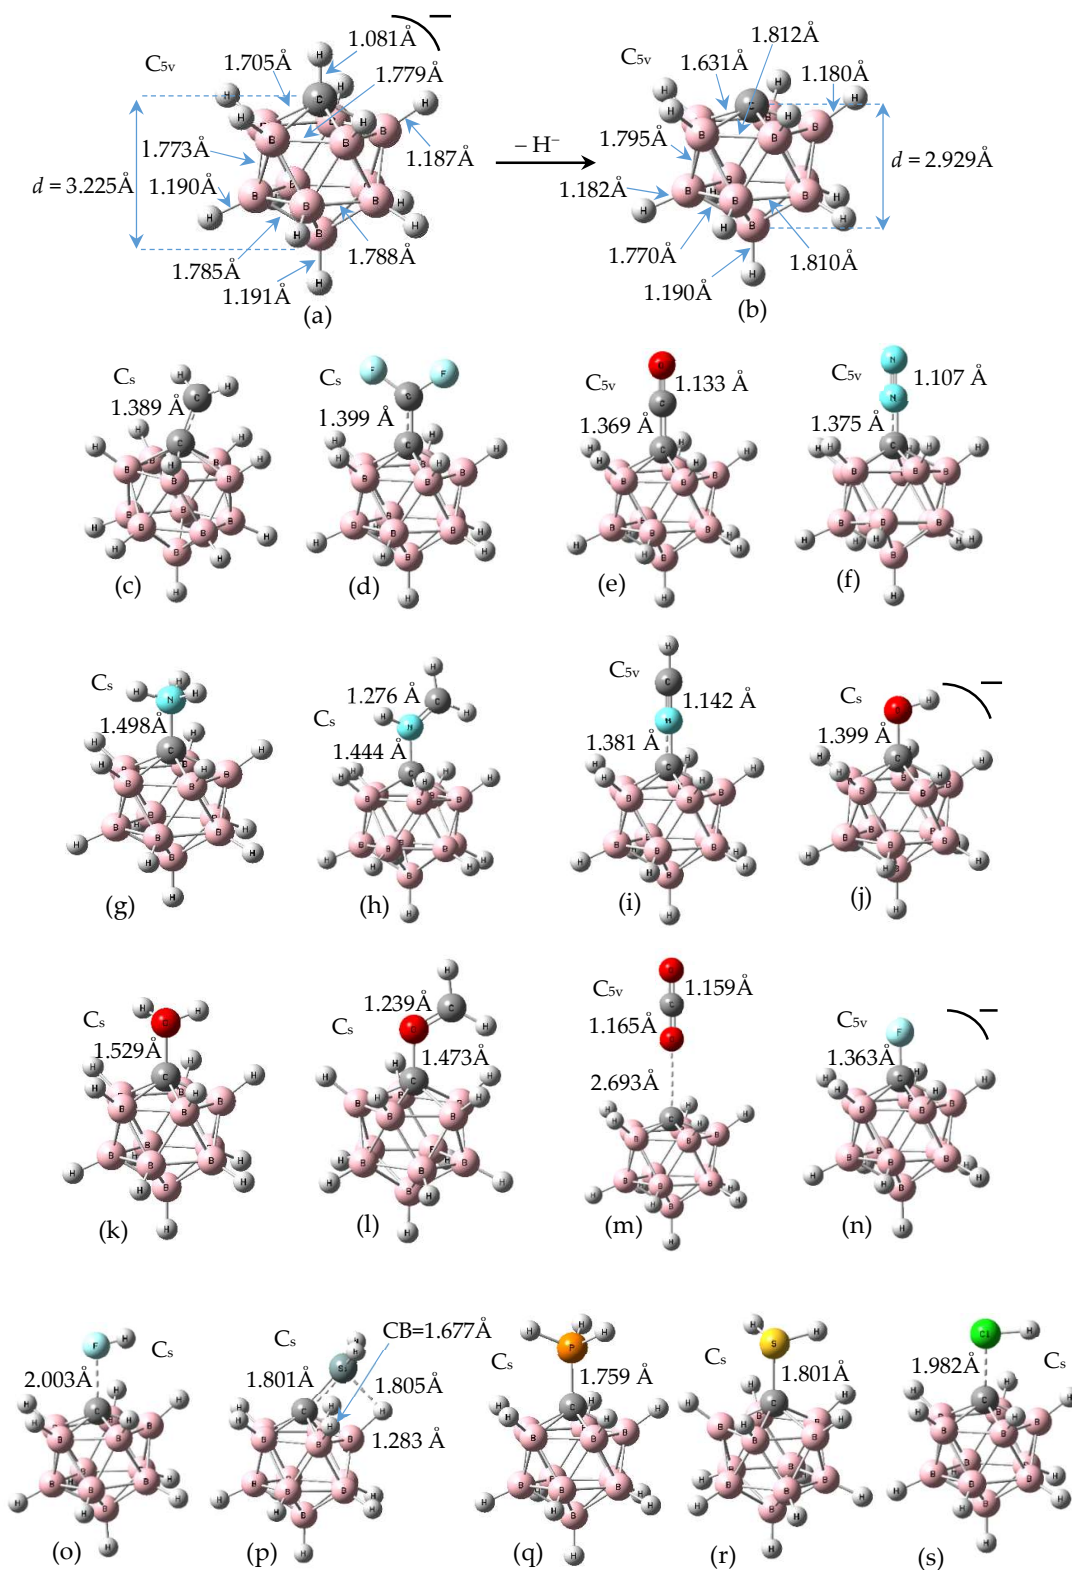 C5v
1.081Å
–
1.705Å
1.779Å
1.773Å
1.187Å
d = 3.225Å
1.190Å
1.785Å
1.788Å
1.191Å
(a)
– H–
C5v
1.812Å
1.631Å
1.180Å
1.795Å
d = 2.929Å
1.182Å
1.770Å
1.810Å
1.190Å
(b)
Cs
1.389 Å
(c)
Cs
1.399 Å
(d)
C5v
1.133 Å
1.369 Å
(e)
C5v
1.107 Å
1.375 Å
(f)
Cs
1.498Å
(g)
1.276 Å
Cs
1.444 Å
(h)
C5v
1.142 Å
1.381 Å
(i)
Cs
–
1.399 Å
(j)
Cs
1.529Å
(k)
1.239Å
Cs
1.473Å
(l)
C5v
1.159Å
1.165Å
2.693Å
(m)
C5v
–
1.363Å
(n)
Cs
2.003Å
(o)
Cs
CB=1.677Å
1.801Å
1.805Å
1.283 Å
(p)
Cs
1.759 Å
(q)
Cs
1.801Å
(r)
1.982Å
Cs
(s)